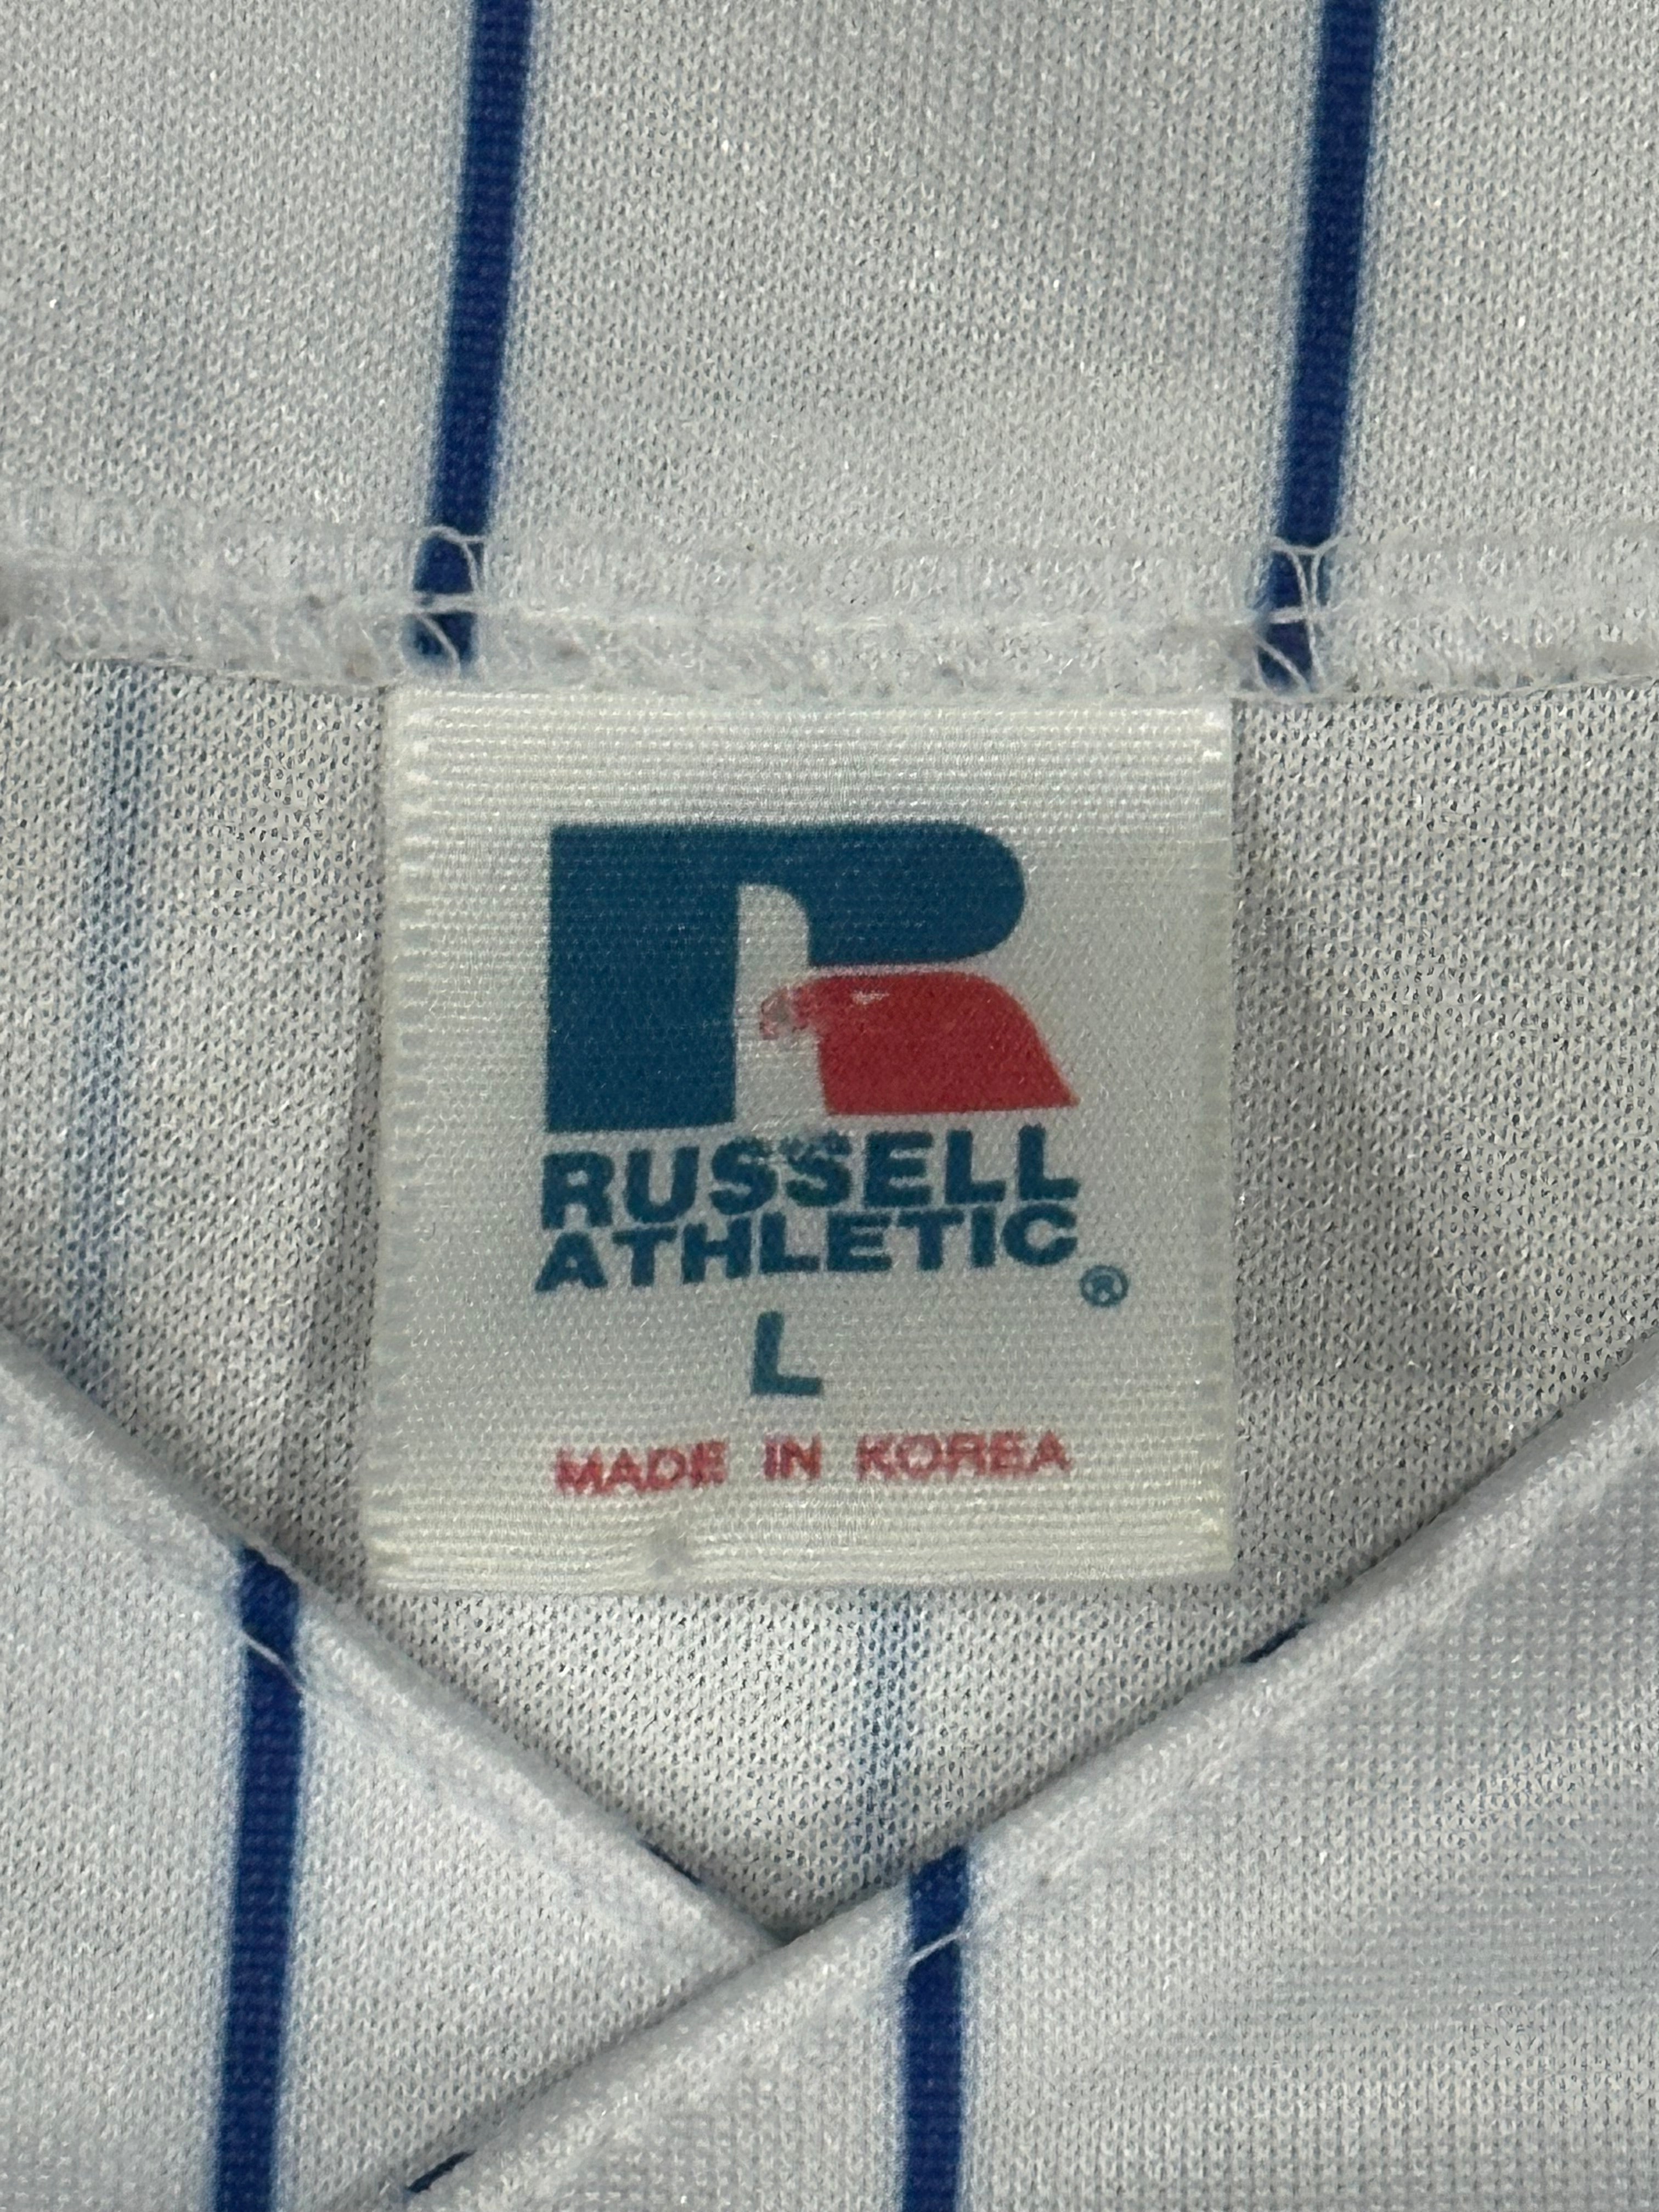 R
RUSSELL
ATHLETIC®
L
MADE IN KOREA